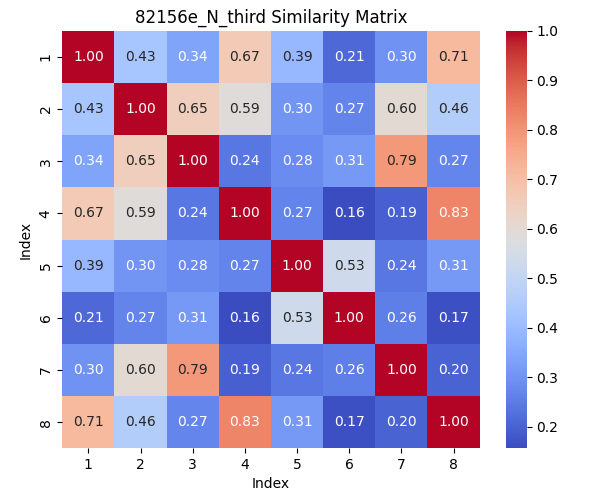 82156e_N_third Similarity Matrix
1 1.00 0.43 0.34 0.67 0.39 0.21 0.30 0.71
2 0.43 1.00 0.65 0.59 0.30 0.27 0.60 0.46
3 0.34 0.65 1.00 0.24 0.28 0.31 0.79 0.27
4 0.67 0.59 0.24 1.00 0.27 0.16 0.19 0.83
5 0.39 0.30 0.28 0.27 1.00 0.53 0.24 0.31
6 0.21 0.27 0.31 0.16 0.53 1.00 0.26 0.17
7 0.30 0.60 0.79 0.19 0.24 0.26 1.00 0.20
8 0.71 0.46 0.27 0.83 0.31 0.17 0.20 1.00
1 2 3 4 5 6 7 8
Index
Index
1.0
0.9
0.8
0.7
0.6
0.5
0.4
0.3
0.2